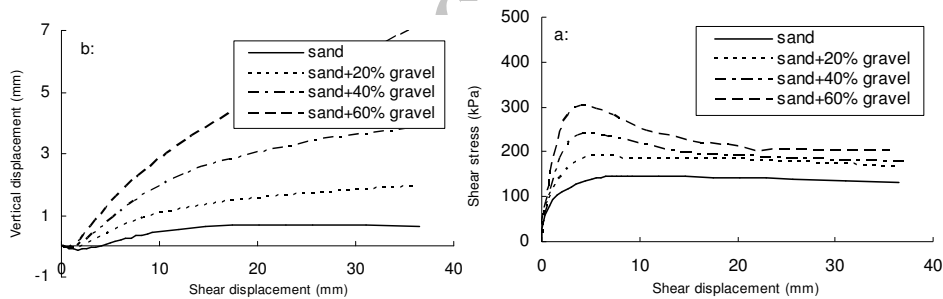 b:
Vertical displacement (mm)
7
5
3
1
-1
0
10
20
30
40
Shear displacement (mm)
sand
sand+20% gravel
sand+40% gravel
sand+60% gravel
a:
Shear stress (kPa)
500
400
300
200
100
0
0
10
20
30
40
Shear displacement (mm)
sand
sand+20% gravel
sand+40% gravel
sand+60% gravel